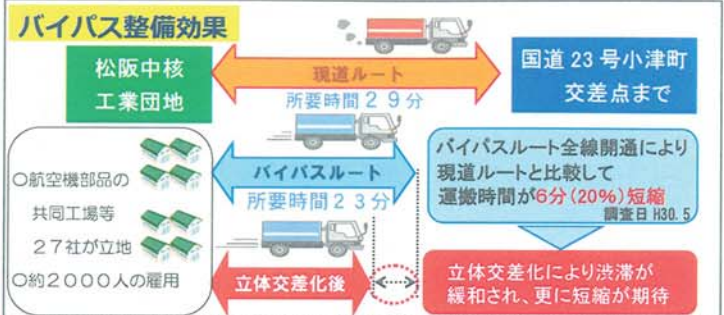 バイパス整備効果
松阪中核
工業団地
現道ルート
所要時間29分
国道23号小津町
交差点まで
○航空機部品の
共同工場等
27社が立地
○約2000人の雇用
バイパスルート
所要時間23分
バイパスルート全線開通により
現道ルートと比較して
運搬時間が6分(20%)短縮
調査日 H30.5
立体交差化後
立体交差化により渋滞が
緩和され、更に短縮が期待